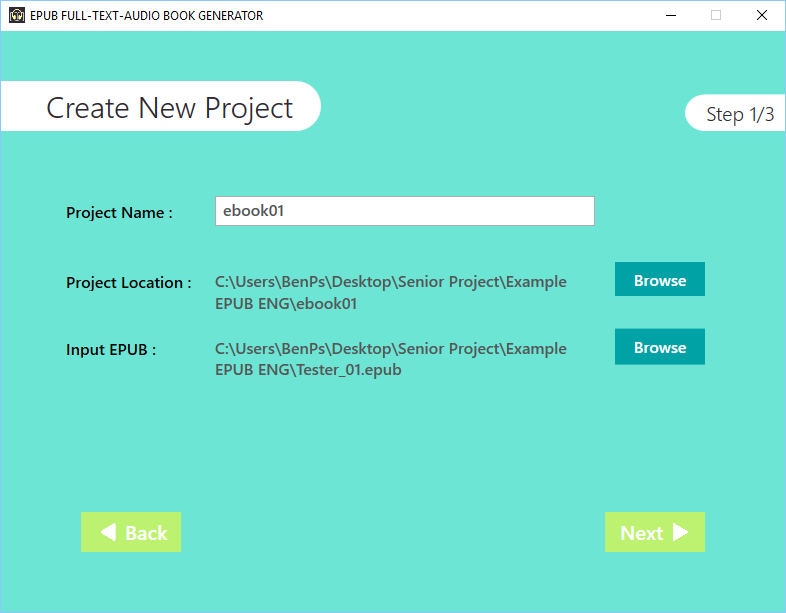 EPUB FULL-TEXT-AUDIO BOOK GENERATOR
Create New Project
Step 1/3
Project Name :
ebook01
Project Location :
C:\Users\BenPs\Desktop\Senior Project\Example
EPUB ENG\ebook01
Browse
Input EPUB :
C:\Users\BenPs\Desktop\Senior Project\Example
EPUB ENG\Tester_01.epub
Browse
Back
Next